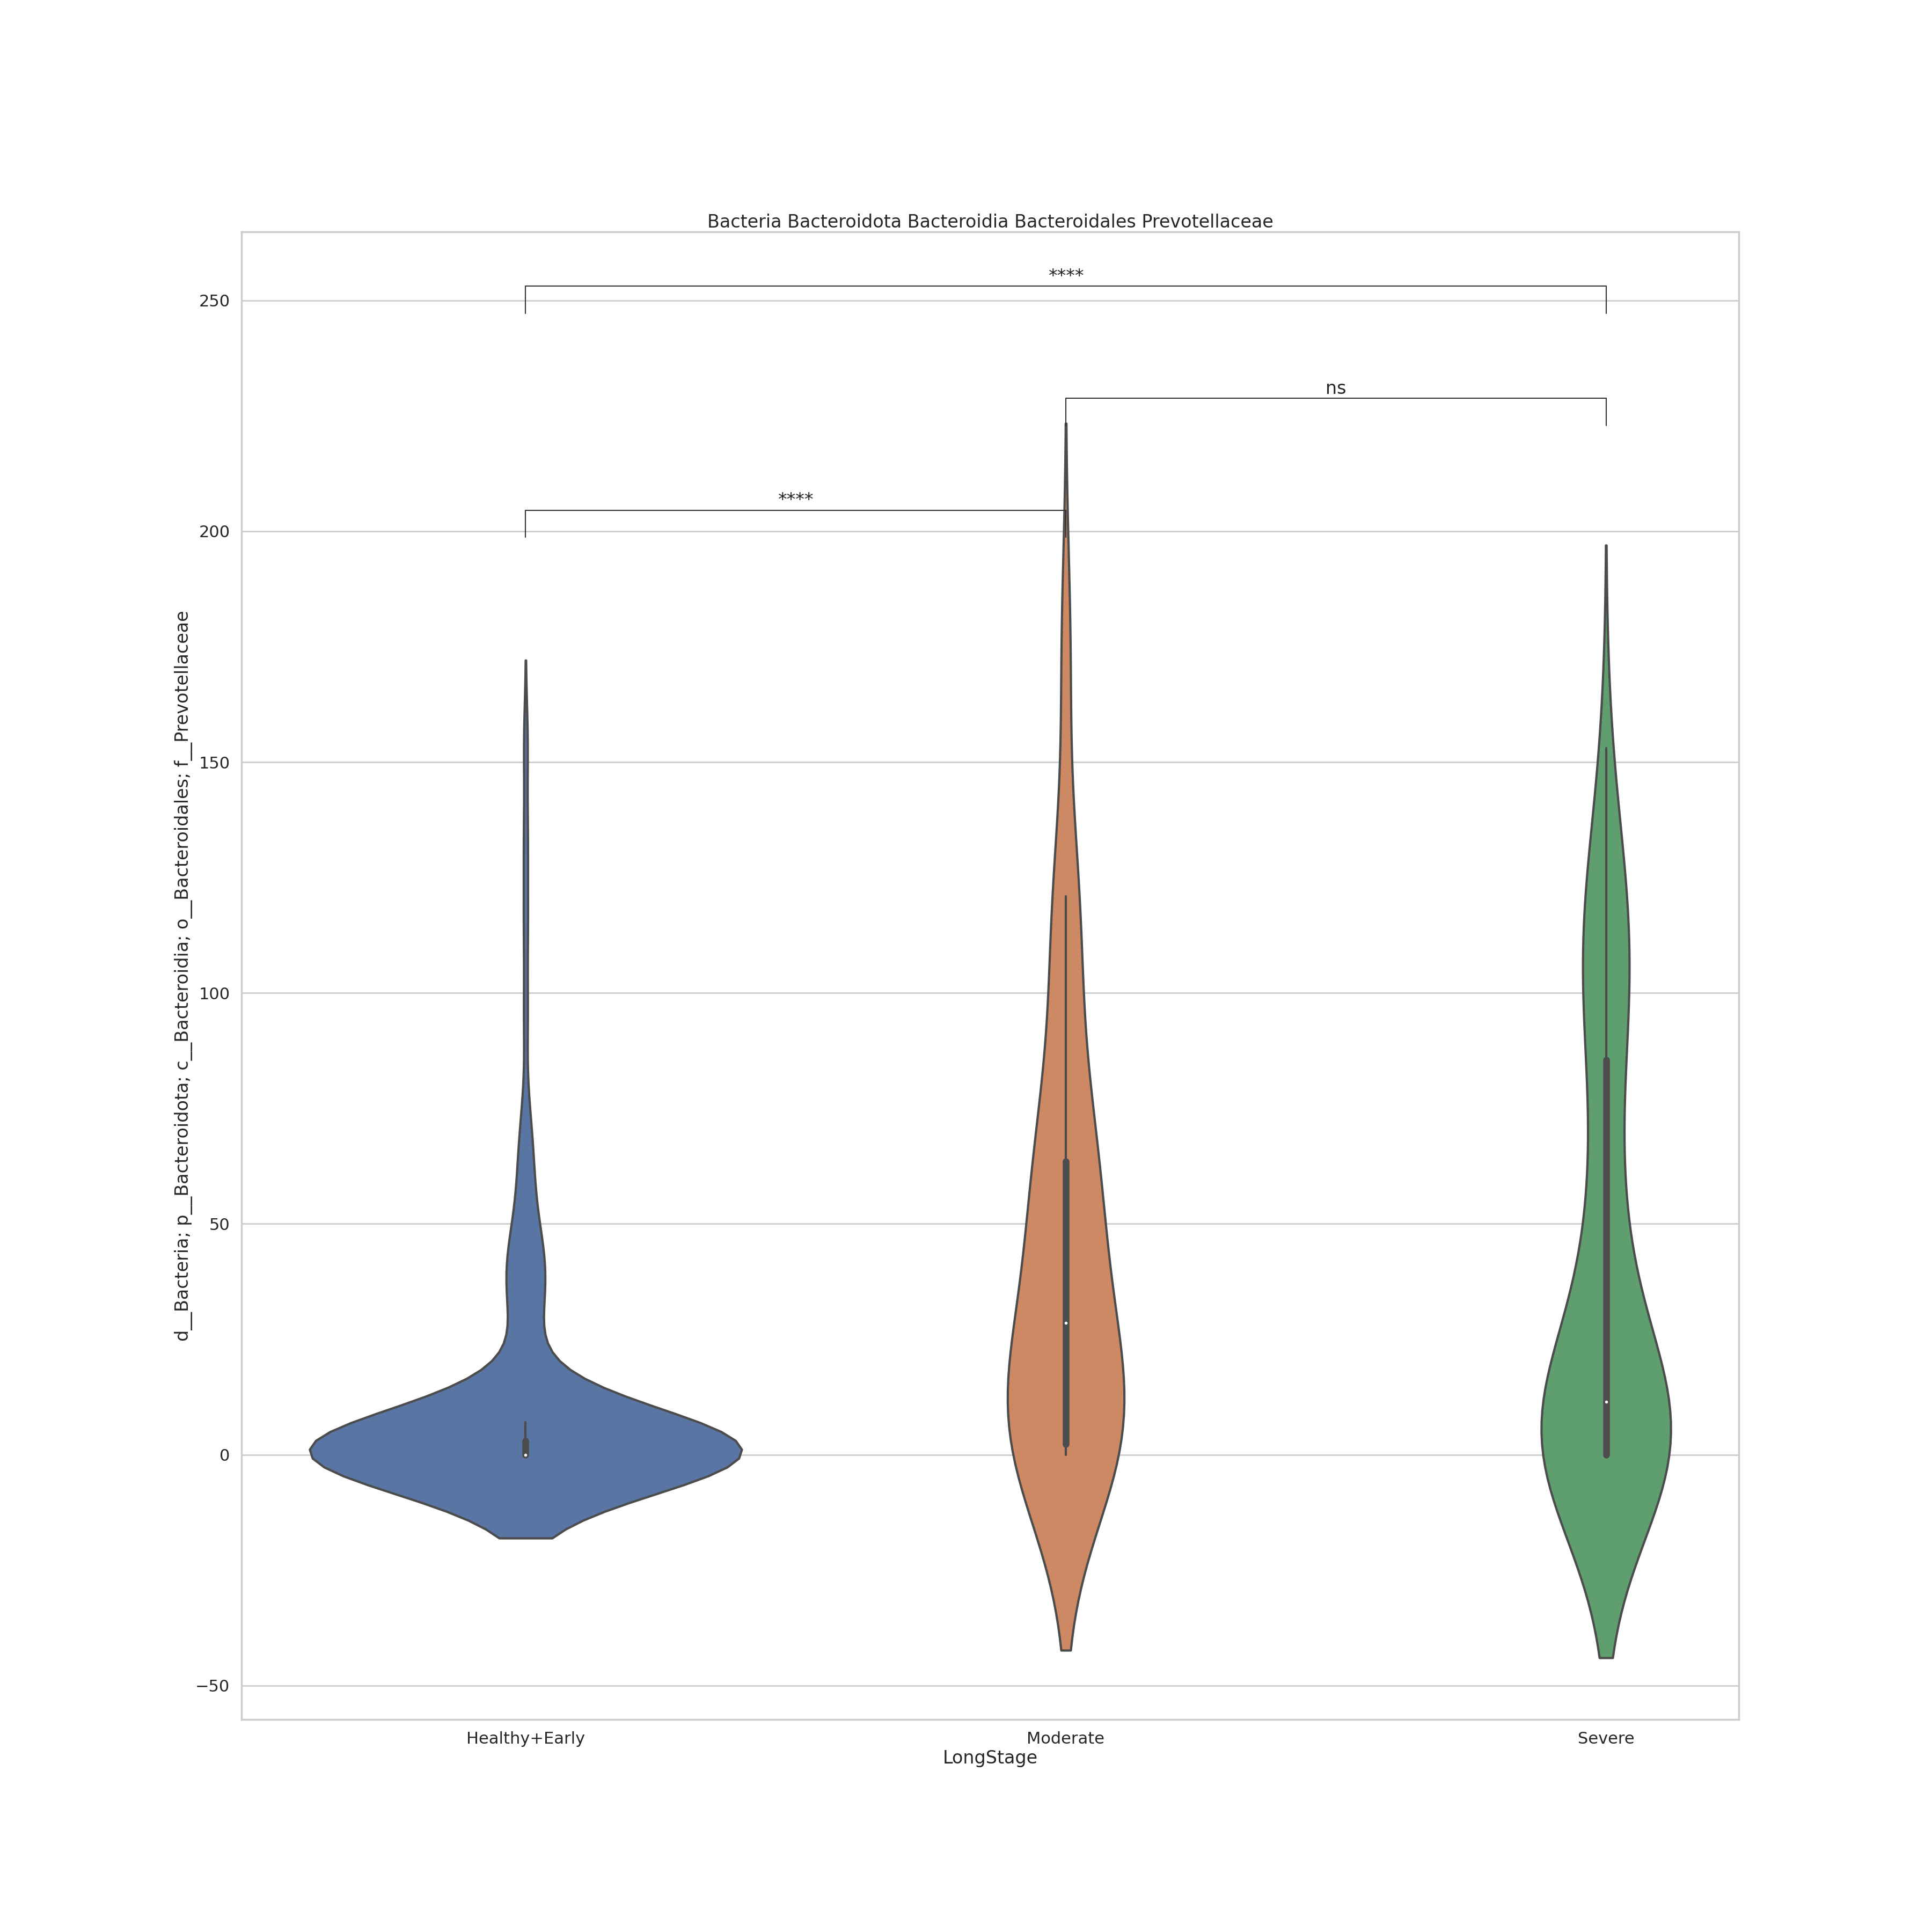 Bacteria Bacteroidota Bacteroidia Bacteroidales Prevotellaceae
****
250
ns
****
200
150
100
50
0
−50
d__Bacteria; p__Bacteroidota; c__Bacteroidia; o__Bacteroidales; f__Prevotellaceae
Healthy+Early
Moderate
Severe
LongStage